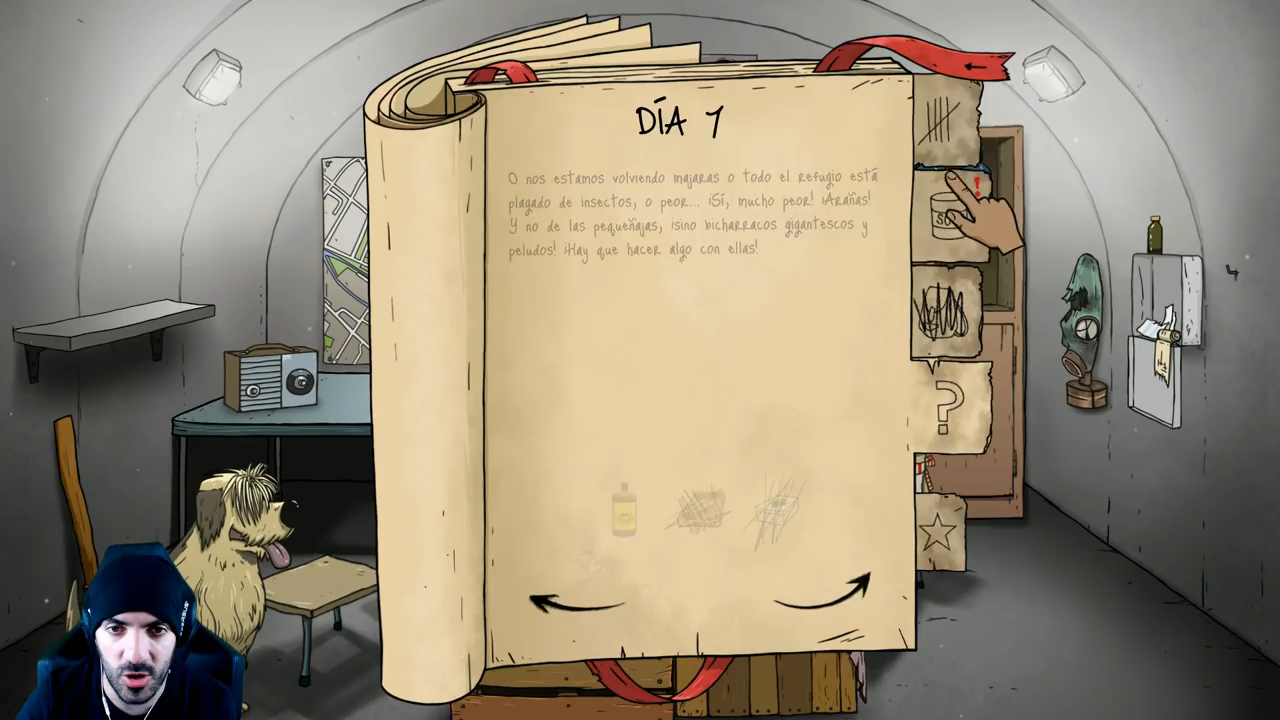 DÍA 7
O nos estamos volviendo majaras o todo el refugio está
plagado de insectos, o peor... ¡Sí, mucho peor! ¡Arañas!
Y no de las pequeñajas, ¡sino bicharracos gigantescos y
peludos! ¡Hay que hacer algo con ellas!
!
?